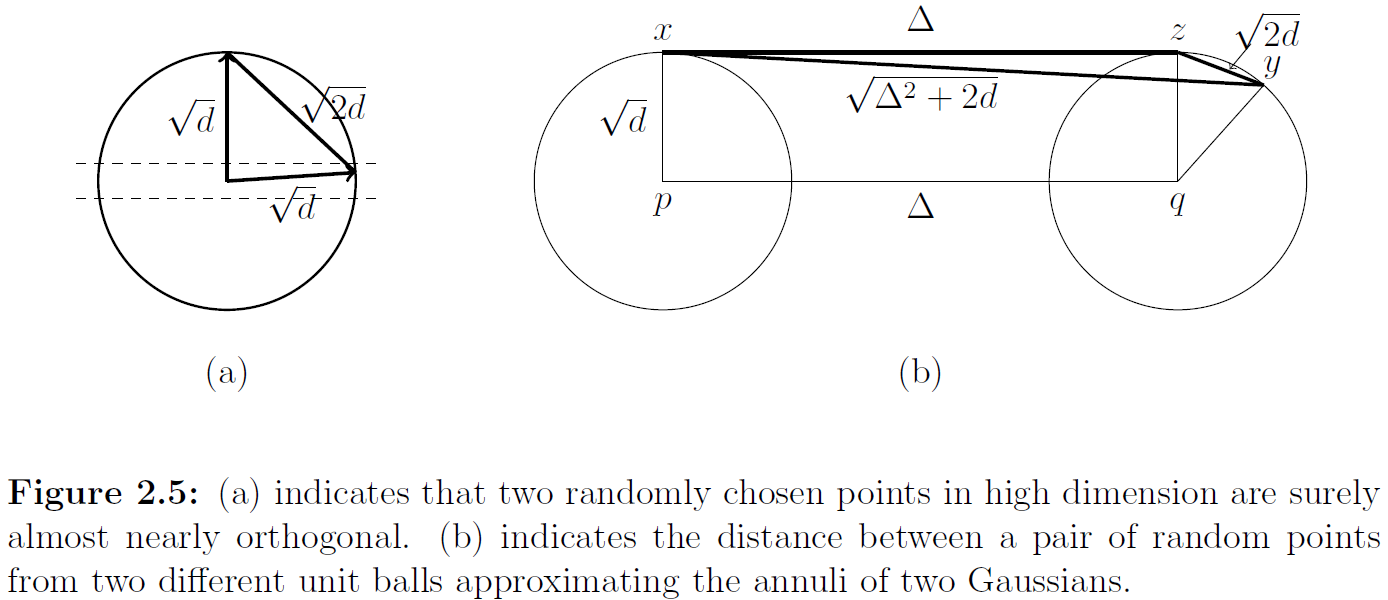 √d
√2d
√d
(a)
x
Δ
z
√2d
y
√Δ² + 2d
√d
p
Δ
q
(b)
Figure 2.5: (a) indicates that two randomly chosen points in high dimension are surely
almost nearly orthogonal. (b) indicates the distance between a pair of random points
from two different unit balls approximating the annuli of two Gaussians.